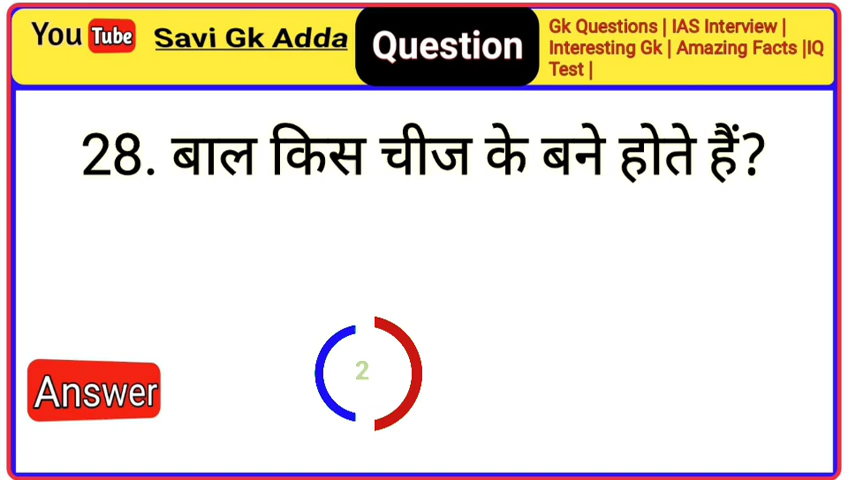 You Tube Savi Gk Adda Question
Gk Questions | IAS Interview |
Interesting Gk | Amazing Facts |IQ
Test |
28. बाल किस चीज के बने होते हैं?
2
Answer